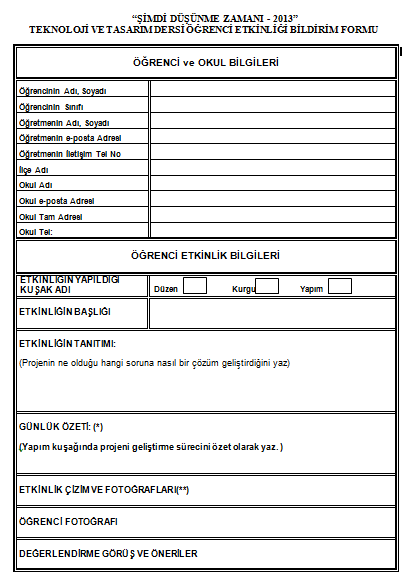 “ŞİMDİ DÜŞÜNME ZAMANI - 2013”
TEKNOLOJİ VE TASARIM DERSİ ÖĞRENCİ ETKİNLİĞİ BİLDİRİM FORMU
ÖĞRENCİ ve OKUL BİLGİLERİ
Öğrencinin Adı, Soyadı
Öğrencinin Sınıfı
Öğretmenin Adı, Soyadı
Öğretmenin e-posta Adresi
Öğretmenin İletişim Tel No
İlçe Adı
Okul Adı
Okul e-posta Adresi
Okul Tam Adresi
Okul Tel:
ÖĞRENCİ ETKİNLİK BİLGİLERİ
ETKİNLİĞİN YAPILDIĞI
KUŞAK ADI
Düzen Kurgu Yapım
ETKİNLİĞİN BAŞLIĞI
ETKİNLİĞİN TANITIMI:
(Projenin ne olduğu hangi soruna nasıl bir çözüm geliştirdiğini yaz)
GÜNLÜK ÖZETİ: (*)
(Yapım kuşağında projeni geliştirme sürecini özet olarak yaz. )
ETKİNLİK ÇİZİM VE FOTOĞRAFLARI(**)
ÖĞRENCİ FOTOĞRAFI
DEĞERLENDİRME GÖRÜŞ VE ÖNERİLER